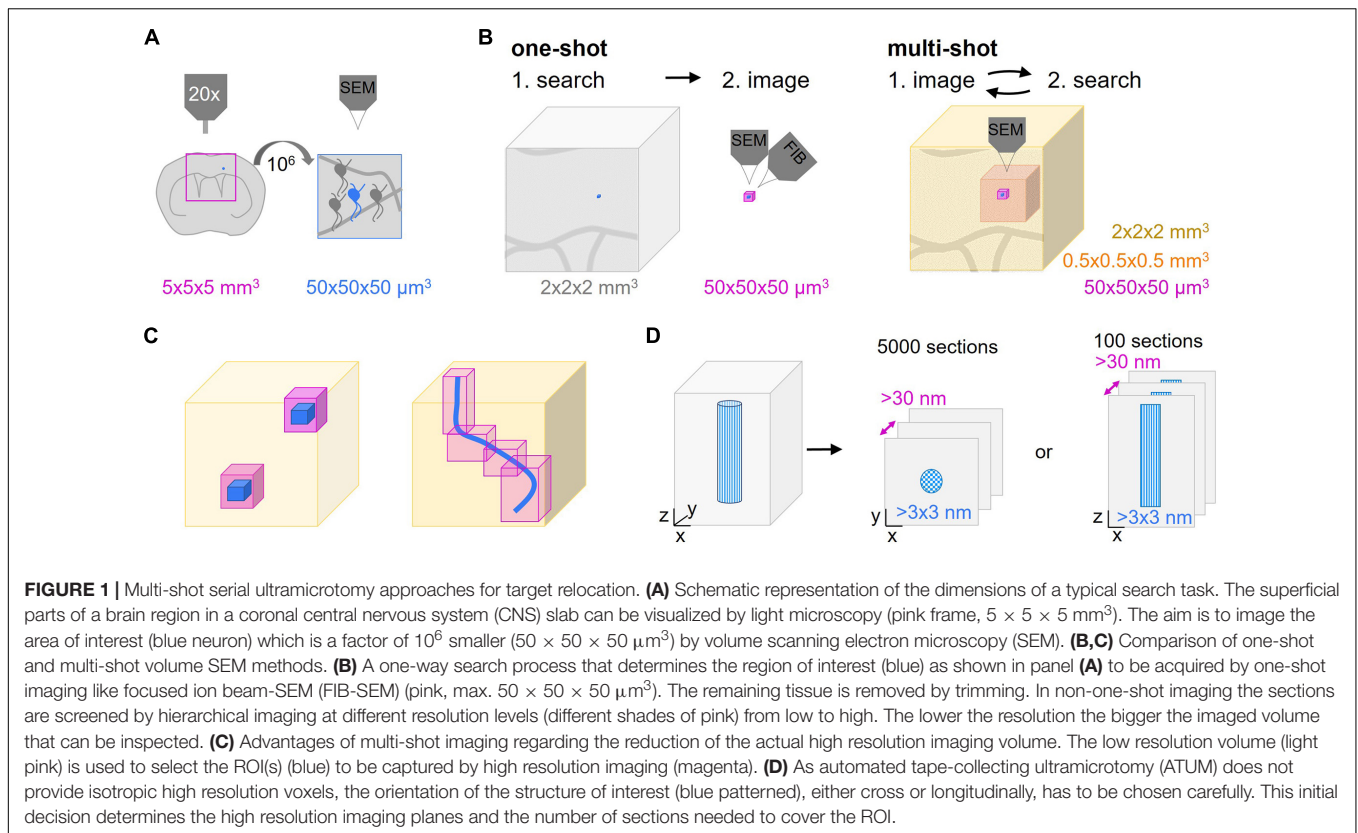 A
20x
SEM
10⁶
5x5x5 mm³
50x50x50 µm³
B
one-shot
1. search
2. image
SEM
FIB
2x2x2 mm³
50x50x50 µm³
multi-shot
1. image
2. search
SEM
2x2x2 mm³
0.5x0.5x0.5 mm³
50x50x50 µm³
C
D
z
y
x
5000 sections
>30 nm
>3x3 nm
y
x
or
100 sections
>30 nm
>3x3 nm
z
x
FIGURE 1 | Multi-shot serial ultramicrotomy approaches for target relocation. (A) Schematic representation of the dimensions of a typical search task. The superficial
parts of a brain region in a coronal central nervous system (CNS) slab can be visualized by light microscopy (pink frame, 5 × 5 × 5 mm³). The aim is to image the
area of interest (blue neuron) which is a factor of 10⁶ smaller (50 × 50 × 50 µm³) by volume scanning electron microscopy (SEM). (B,C) Comparison of one-shot
and multi-shot volume SEM methods. (B) A one-way search process that determines the region of interest (blue) as shown in panel (A) to be acquired by one-shot
imaging like focused ion beam-SEM (FIB-SEM) (pink, max. 50 × 50 × 50 µm³). The remaining tissue is removed by trimming. In non-one-shot imaging the sections
are screened by hierarchical imaging at different resolution levels (different shades of pink) from low to high. The lower the resolution the bigger the imaged volume
that can be inspected. (C) Advantages of multi-shot imaging regarding the reduction of the actual high resolution imaging volume. The low resolution volume (light
pink) is used to select the ROI(s) (blue) to be captured by high resolution imaging (magenta). (D) As automated tape-collecting ultramicrotomy (ATUM) does not
provide isotropic high resolution voxels, the orientation of the structure of interest (blue patterned), either cross or longitudinally, has to be chosen carefully. This initial
decision determines the high resolution imaging planes and the number of sections needed to cover the ROI.